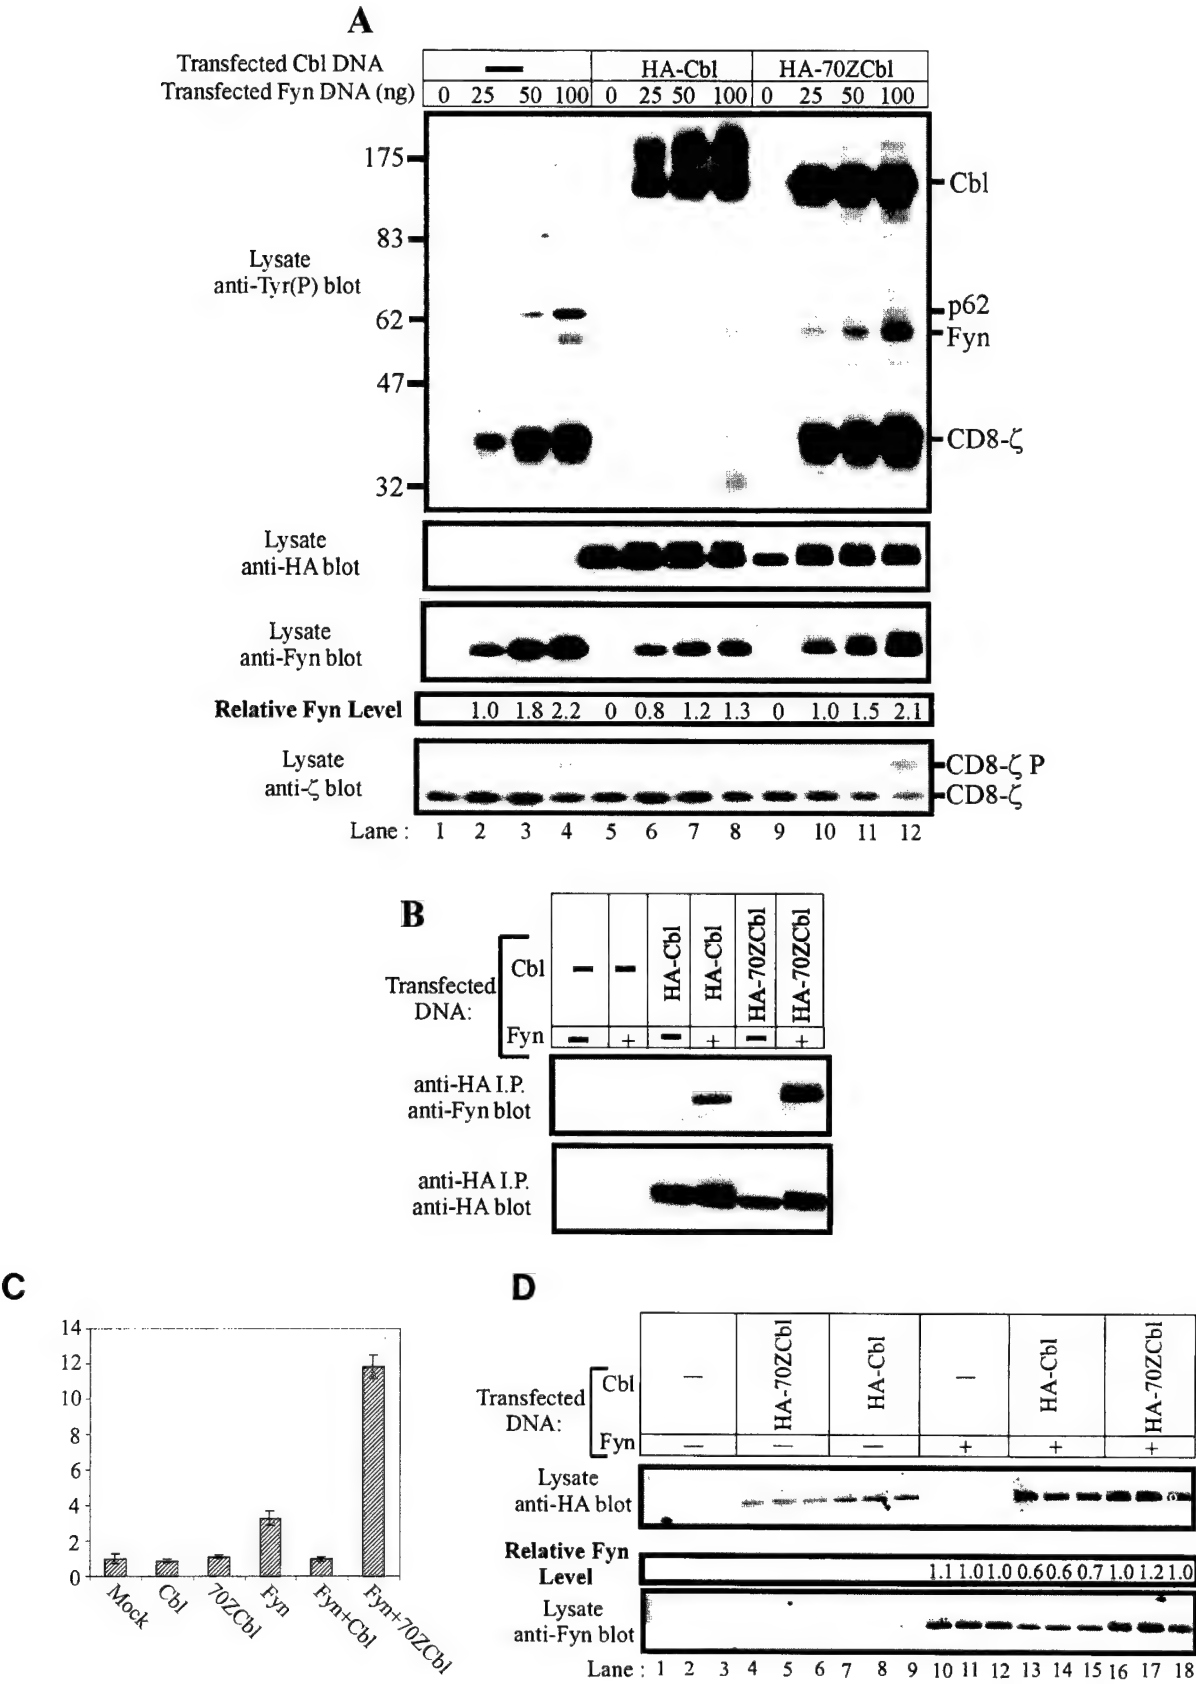 A
Transfected Cbl DNA — HA-Cbl HA-70ZCbl
Transfected Fyn DNA (ng) 0 25 50 100 0 25 50 100 0 25 50 100
175
Cbl
83
Lysate
anti-Tyr(P) blot
p62
62
Fyn
47
CD8-ζ
32
Lysate
anti-HA blot
Lysate
anti-Fyn blot
Relative Fyn Level 1.0 1.8 2.2 0 0.8 1.2 1.3 0 1.0 1.5 2.1
Lysate
anti-ζ blot
CD8-ζ P
CD8-ζ
Lane : 1 2 3 4 5 6 7 8 9 10 11 12
B
Transfected
DNA:
Cbl — — HA-Cbl HA-Cbl HA-70ZCbl HA-70ZCbl
Fyn — + — + — +
anti-HA I.P.
anti-Fyn blot
anti-HA I.P.
anti-HA blot
C
14
12
10
8
6
4
2
0
Mock Cbl 70ZCbl Fyn Fyn+Cbl Fyn+70ZCbl
D
Transfected
DNA:
Cbl — HA-70ZCbl HA-Cbl — HA-Cbl HA-70ZCbl
Fyn — — — + + +
Lysate
anti-HA blot
Relative Fyn
Level
1.1 1.0 1.0 0.6 0.6 0.7 1.0 1.2 1.0
Lysate
anti-Fyn blot
Lane : 1 2 3 4 5 6 7 8 9 10 11 12 13 14 15 16 17 18